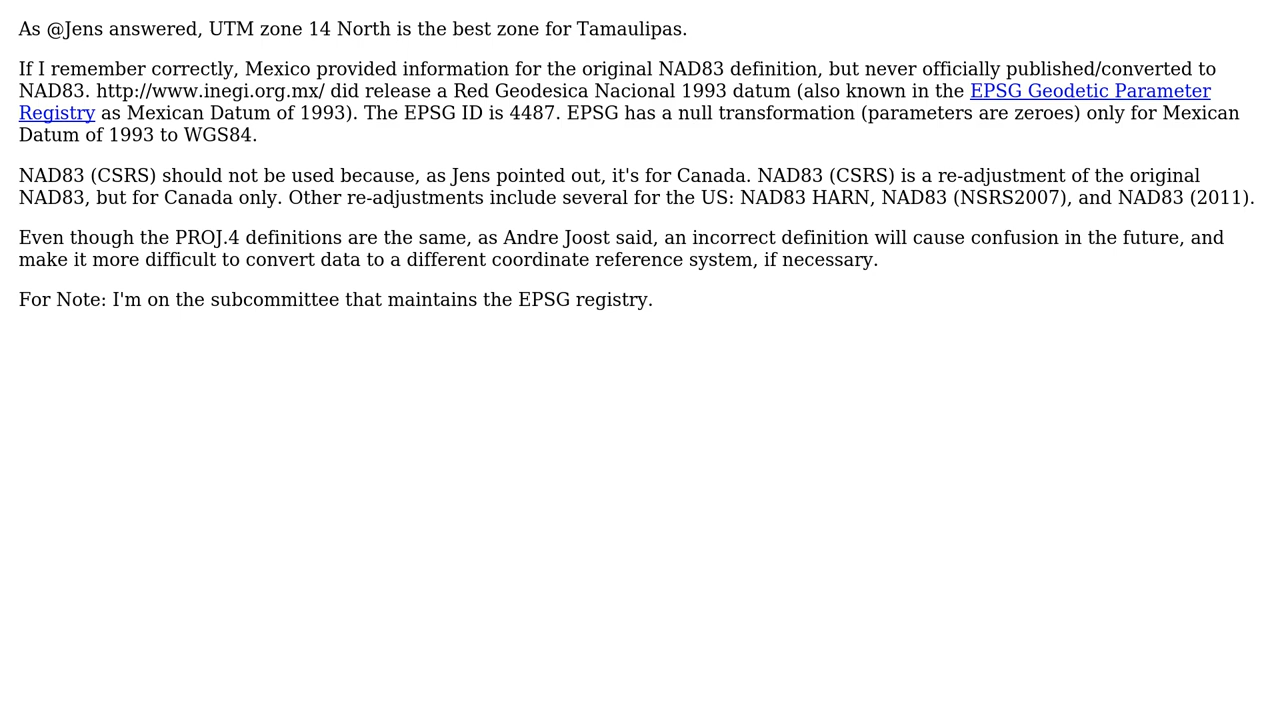 As @Jens answered, UTM zone 14 North is the best zone for Tamaulipas.
If I remember correctly, Mexico provided information for the original NAD83 definition, but never officially published/converted to
NAD83. http://www.inegi.org.mx/ did release a Red Geodesica Nacional 1993 datum (also known in the EPSG Geodetic Parameter
Registry as Mexican Datum of 1993). The EPSG ID is 4487. EPSG has a null transformation (parameters are zeroes) only for Mexican
Datum of 1993 to WGS84.
NAD83 (CSRS) should not be used because, as Jens pointed out, it's for Canada. NAD83 (CSRS) is a re-adjustment of the original
NAD83, but for Canada only. Other re-adjustments include several for the US: NAD83 HARN, NAD83 (NSRS2007), and NAD83 (2011).
Even though the PROJ.4 definitions are the same, as Andre Joost said, an incorrect definition will cause confusion in the future, and
make it more difficult to convert data to a different coordinate reference system, if necessary.
For Note: I'm on the subcommittee that maintains the EPSG registry.